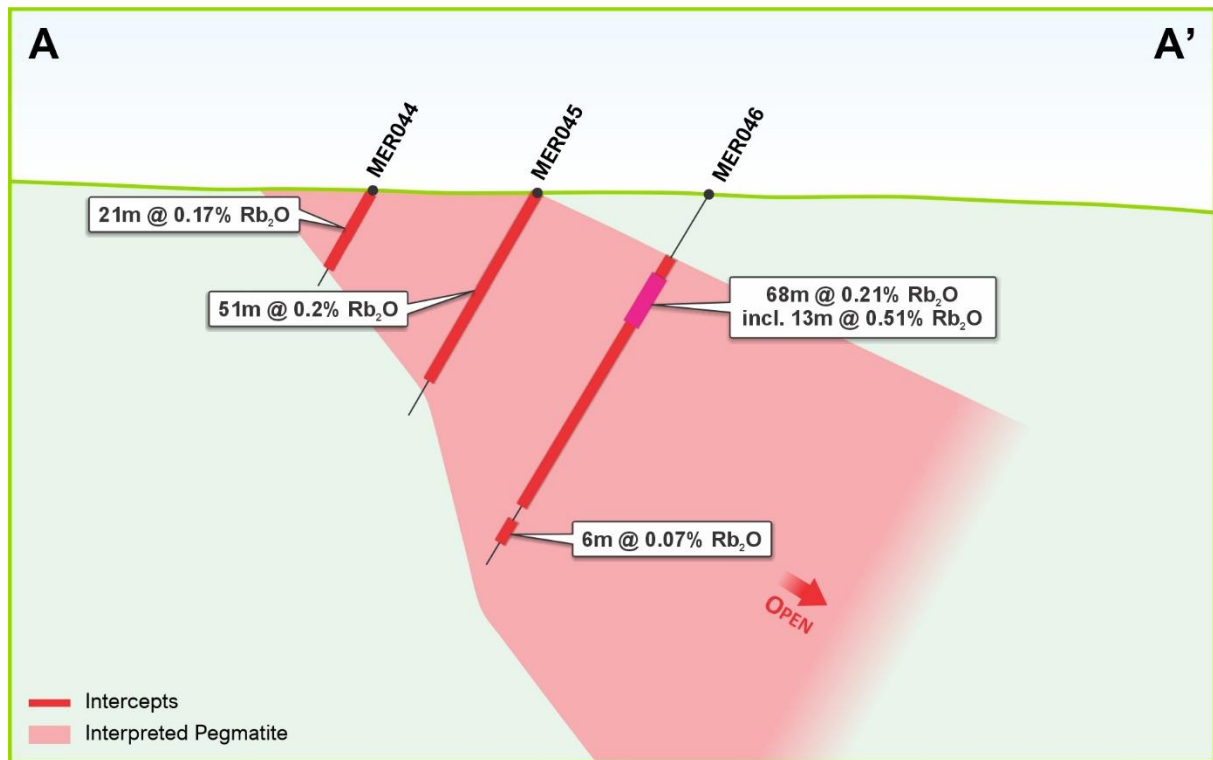 A
A’
MER044
MER045
MER046
21m @ 0.17% Rb₂O
51m @ 0.2% Rb₂O
68m @ 0.21% Rb₂O
incl. 13m @ 0.51% Rb₂O
6m @ 0.07% Rb₂O
OPEN
Intercepts
Interpreted Pegmatite